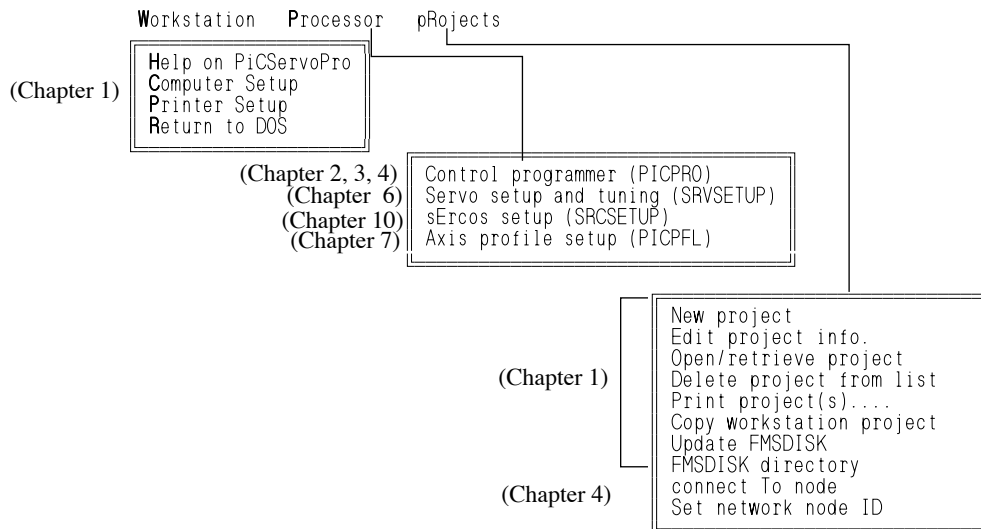 Workstation Processor pRojects
Help on PiCServoPro
(Chapter 1) Computer Setup
Printer Setup
Return to DOS
(Chapter 2, 3, 4) Control programmer (PICPRO)
(Chapter 6) Servo setup and tuning (SRVSETUP)
(Chapter 10) sErcos setup (SRCSETUP)
(Chapter 7) Axis profile setup (PICPFL)
New project
Edit project info.
Open/retrieve project
(Chapter 1) Delete project from list
Print project(s)....
Copy workstation project
Update FMSDISK
FMSDISK directory
(Chapter 4) connect To node
Set network node ID